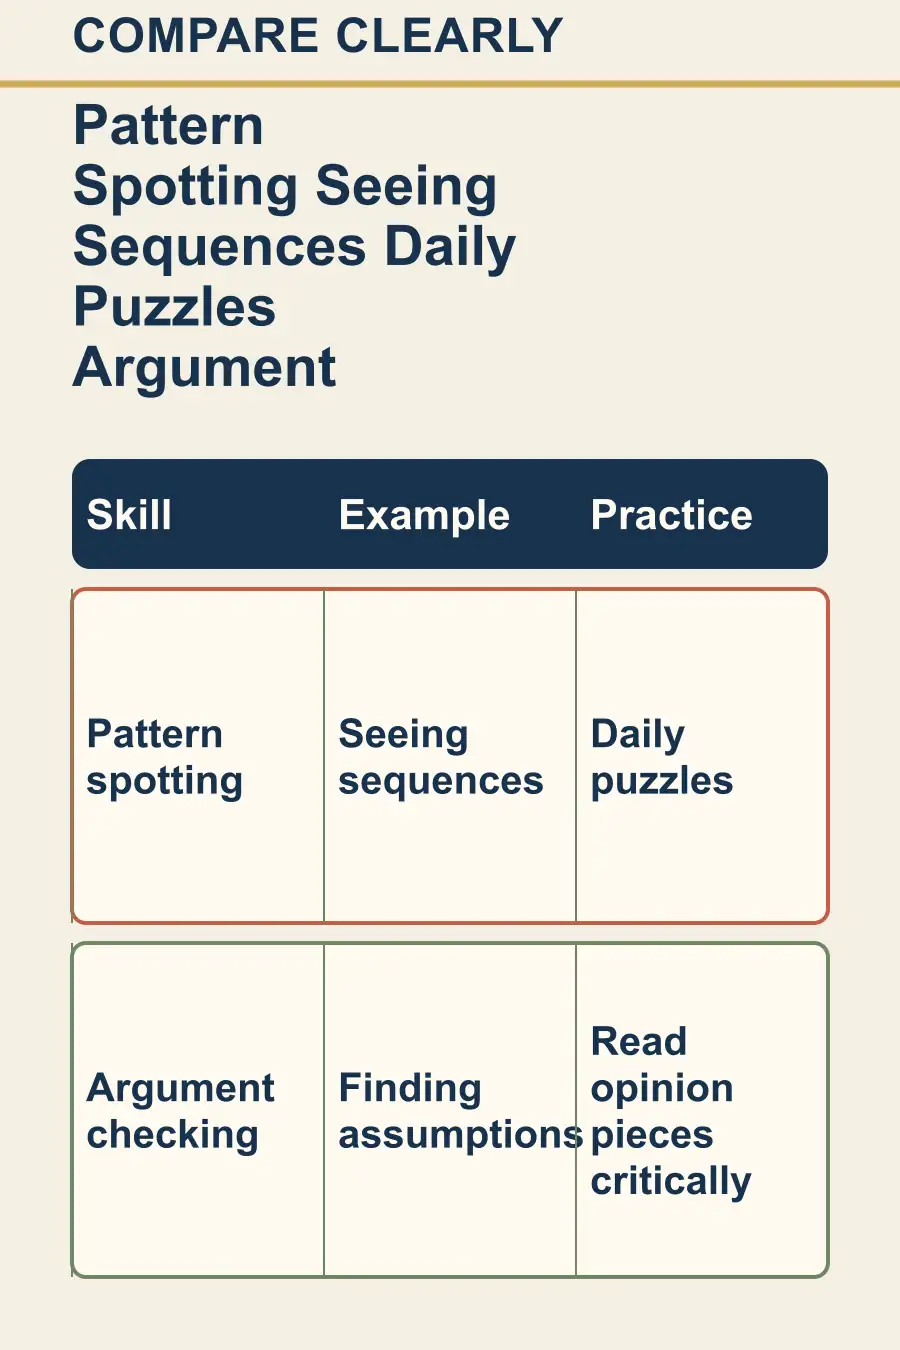 COMPARE CLEARLY
Pattern
Spotting Seeing
Sequences Daily
Puzzles
Argument
Skill Example Practice
Pattern
spotting
Seeing
sequences
Daily
puzzles
Argument
checking
Finding
assumptions
Read
opinion
pieces
critically